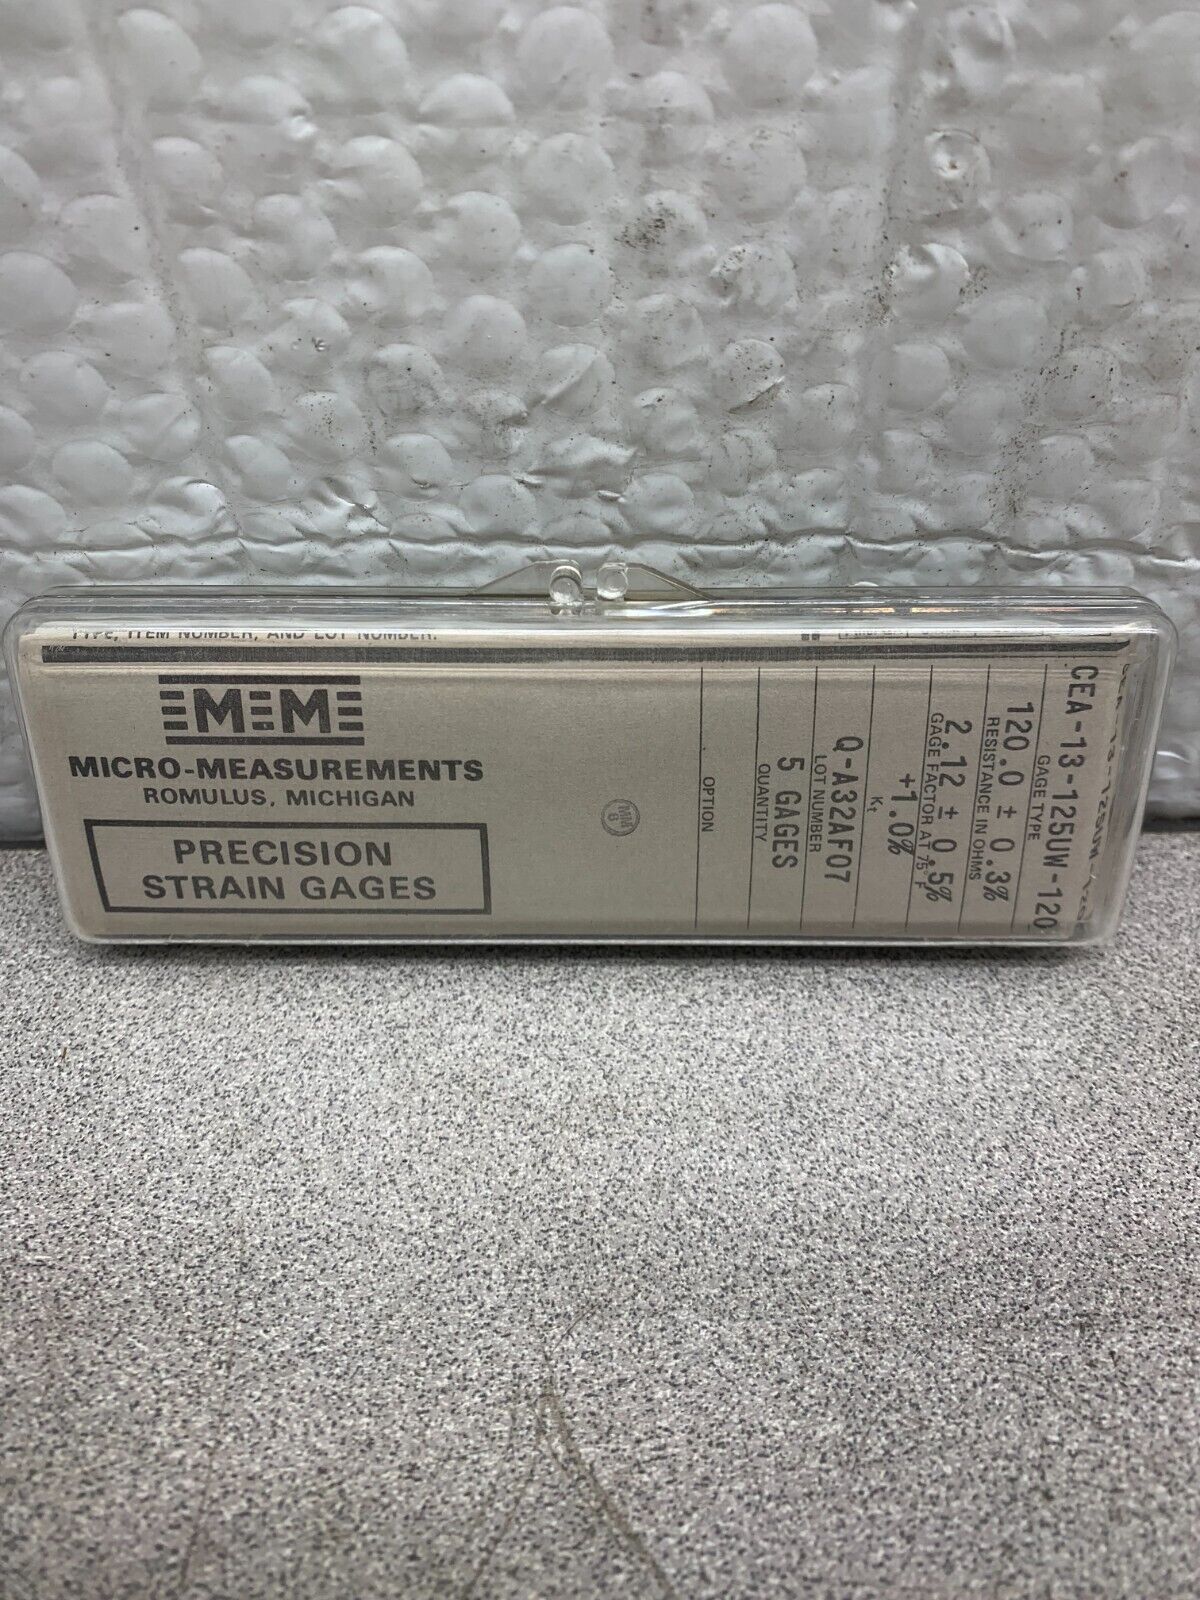 TYPE, ITEM NUMBER, AND LOT NUMBER.
MM
MICRO-MEASUREMENTS
ROMULUS, MICHIGAN
PRECISION
STRAIN GAGES
CEA-13-125UW-120
GAGE TYPE
120.0 ± 0.3%
RESISTANCE IN OHMS
2.12 ± 0.5%
GAGE FACTOR AT 75°F
+1.0%
Kt
Q-A32AF07
LOT NUMBER
5 GAGES
QUANTITY
OPTION